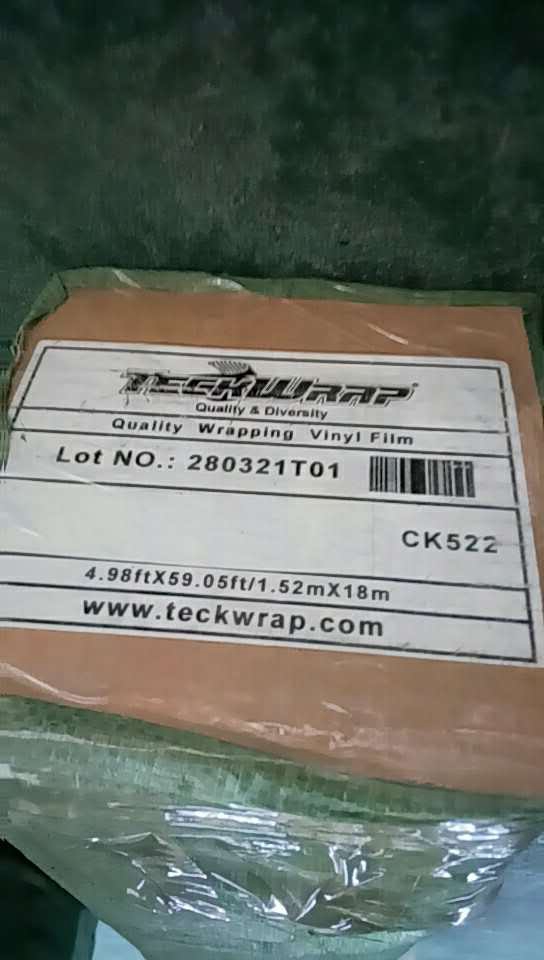 TECKWRAP®
Quality & Diversity
Quality Wrapping Vinyl Film
Lot NO.: 280321T01
CK522
4.98ftX59.05ft/1.52mX18m
www.teckwrap.com